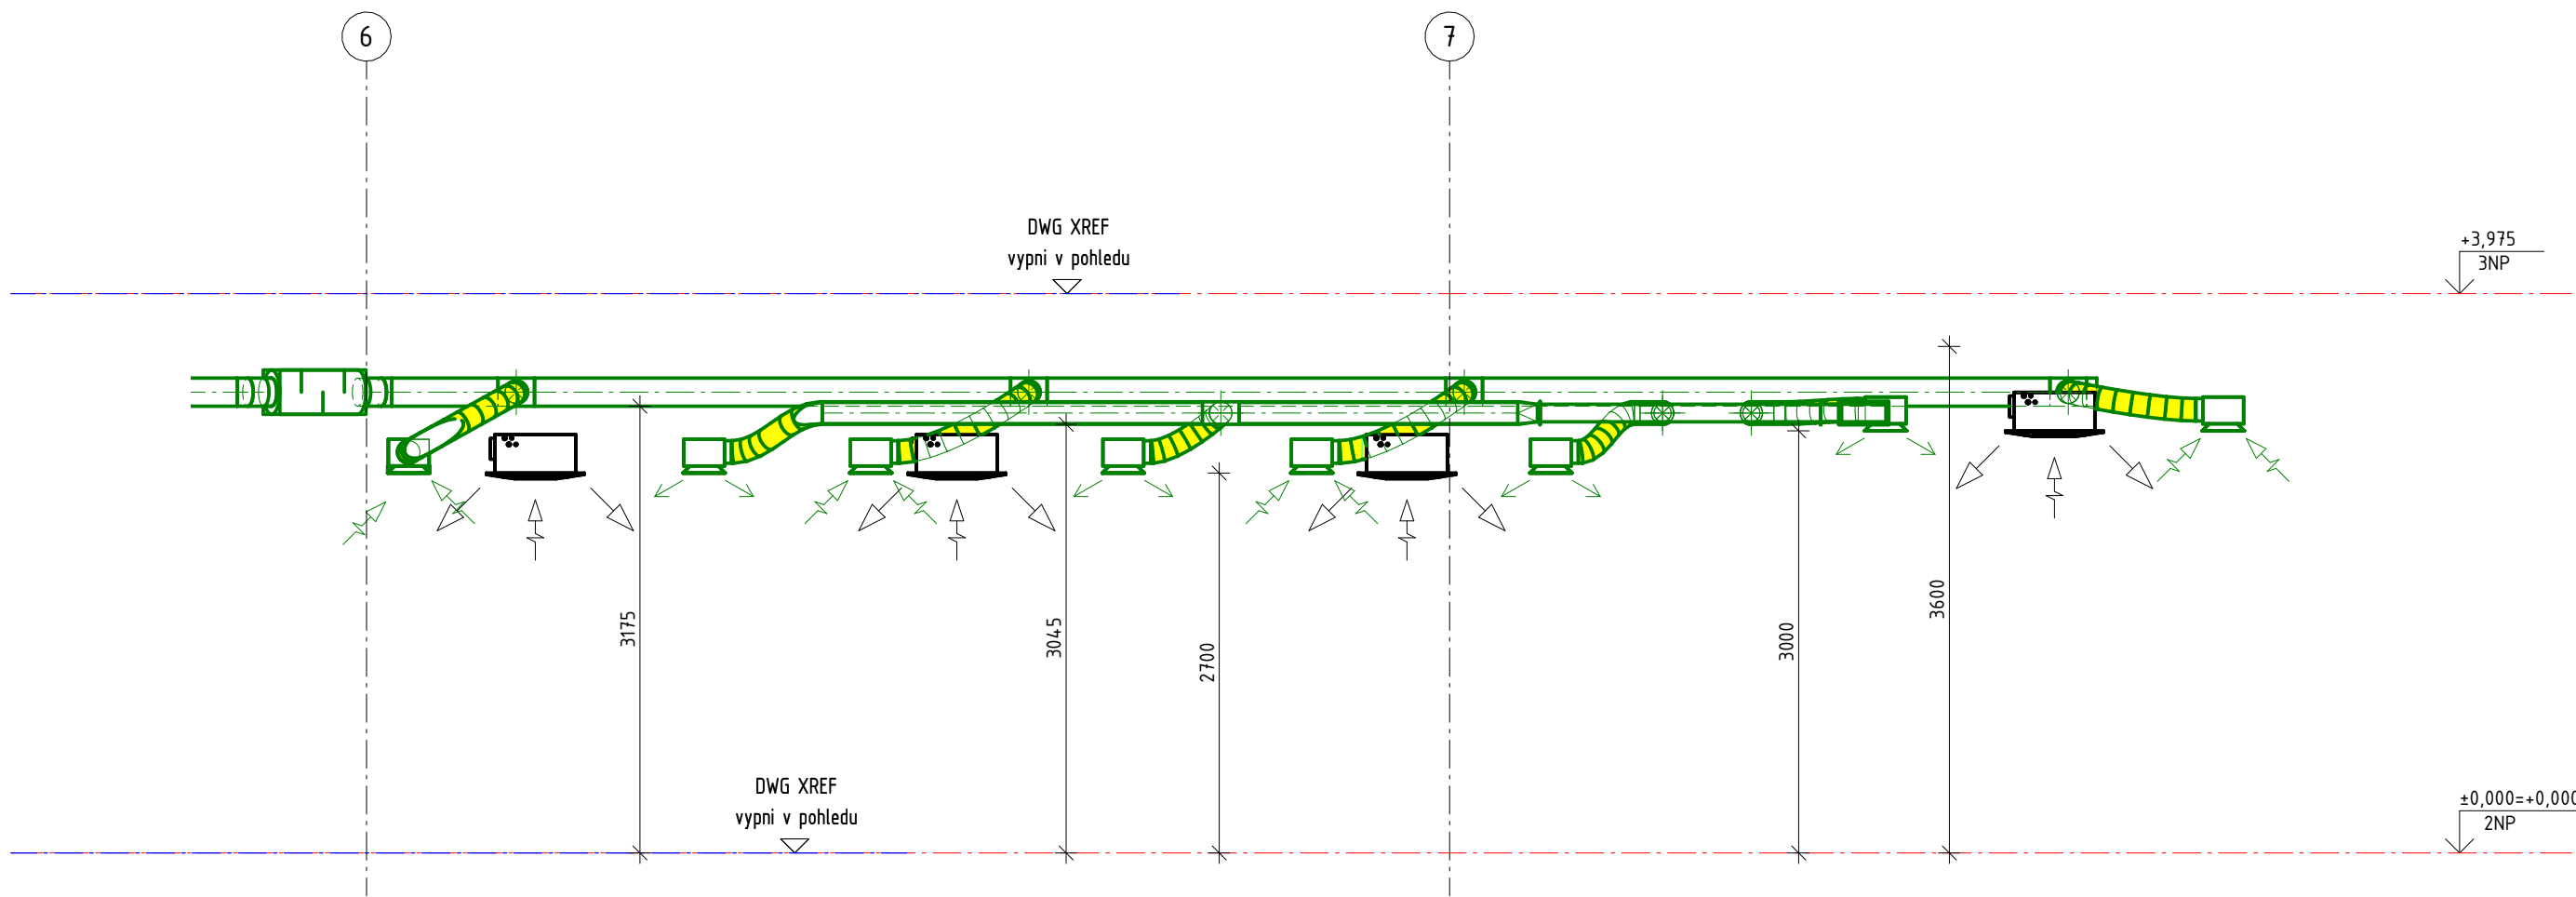 6
7
DWG XREF
vypni v pohledu
+3,975
3NP
3175
3045
2700
3000
3600
DWG XREF
vypni v pohledu
±0,000=+0,000
2NP